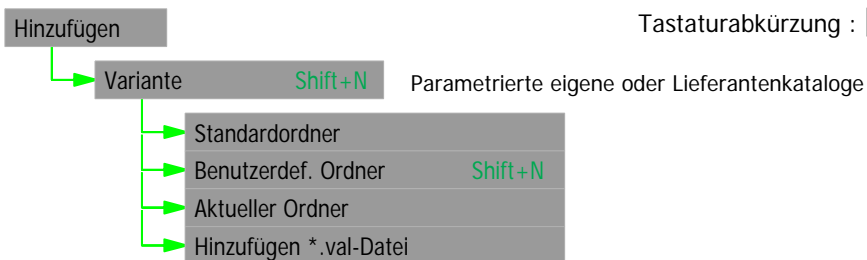 Hinzufügen
Tastaturabkürzung :
Variante Shift+N Parametrierte eigene oder Lieferantenkataloge
Standardordner
Benutzerdef. Ordner Shift+N
Aktueller Ordner
Hinzufügen *.val-Datei